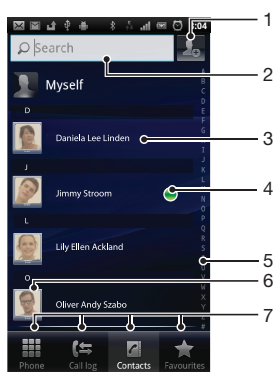 5:04
1
Search
2
Myself
D
Daniela Lee Linden
3
J
Jimmy Stroom
4
L
Lily Ellen Ackland
5
O
6
Oliver Andy Szabo
7
Phone
Call log
Contacts
Favourites
A
B
C
D
E
F
G
I
J
K
L
N
O
P
Q
R
S
U
V
W
X
Y
Z
#